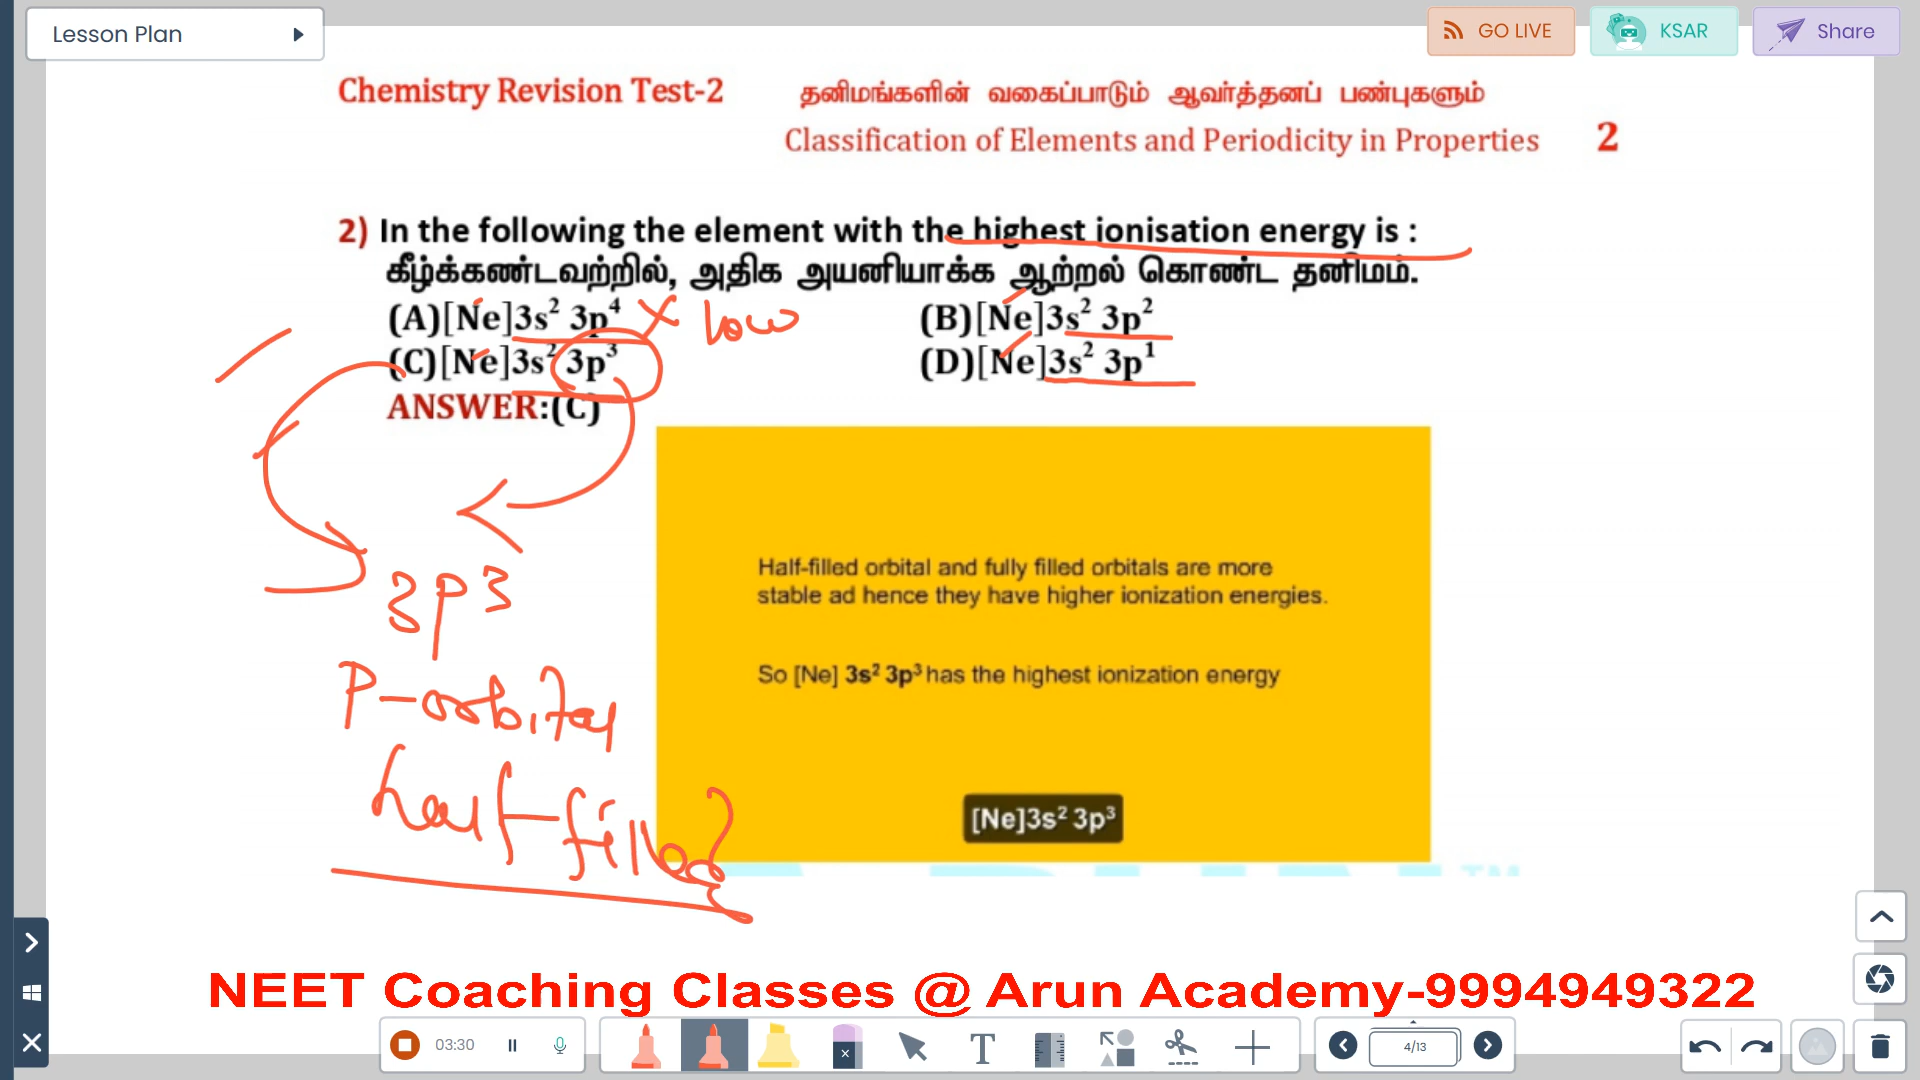 Lesson Plan
GO LIVE
KSAR
Share
Chemistry Revision Test-2
தனிமங்களின் வகைப்பாடும் ஆவர்த்தனப் பண்புகளும்
Classification of Elements and Periodicity in Properties 2
2) In the following the element with the highest ionisation energy is :
கீழ்க்கண்டவற்றில், அதிக அயனியாக்க ஆற்றல் கொண்ட தனிமம்.
(A)[Ne]3s² 3p⁴ × low (B)[Ne]3s² 3p²
(C)[Ne]3s² 3p³ (D)[Ne]3s² 3p¹
ANSWER:(C)
3p3
P-orbital
half-filled
Half-filled orbital and fully filled orbitals are more
stable ad hence they have higher ionization energies.
So [Ne] 3s² 3p³ has the highest ionization energy
[Ne]3s² 3p³
NEET Coaching Classes @ Arun Academy-9994949322
03:30
T
4/13